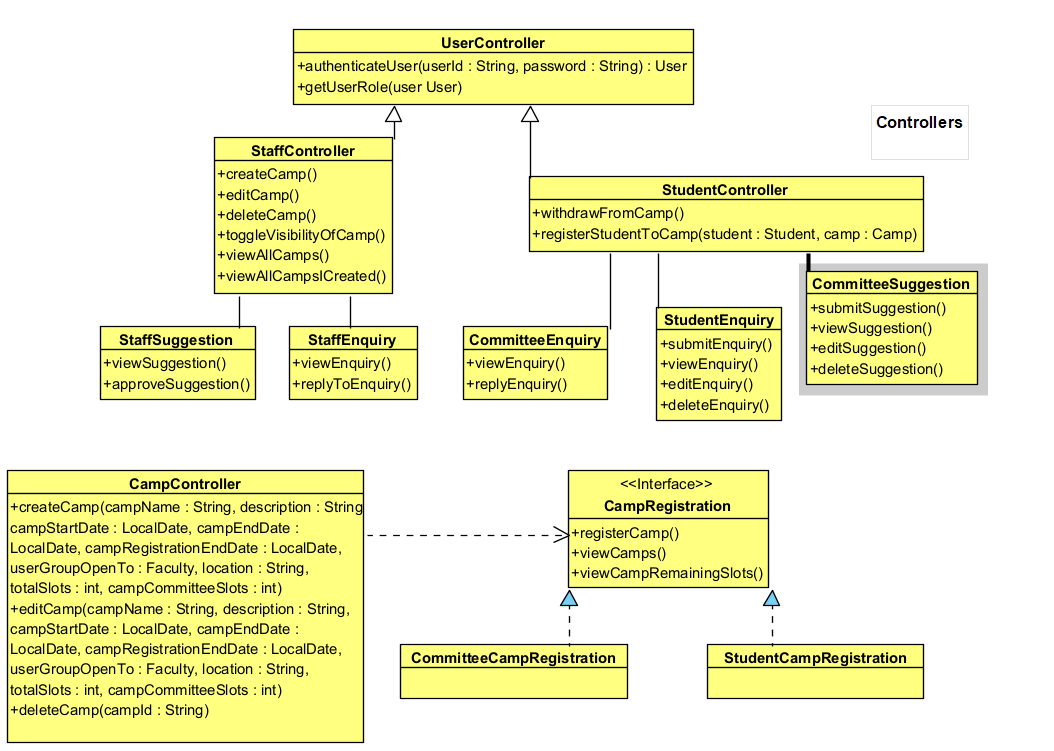 UserController
+authenticateUser(userId : String, password : String) : User
+getUserRole(user User)
Controllers
StaffController
+createCamp()
+editCamp()
+deleteCamp()
+toggleVisibilityOfCamp()
+viewAllCamps()
+viewAllCampsICreated()
StudentController
+withdrawFromCamp()
+registerStudentToCamp(student : Student, camp : Camp)
StaffSuggestion
+viewSuggestion()
+approveSuggestion()
StaffEnquiry
+viewEnquiry()
+replyToEnquiry()
CommitteeEnquiry
+viewEnquiry()
+replyEnquiry()
StudentEnquiry
+submitEnquiry()
+viewEnquiry()
+editEnquiry()
+deleteEnquiry()
CommitteeSuggestion
+submitSuggestion()
+viewSuggestion()
+editSuggestion()
+deleteSuggestion()
CampController
+createCamp(campName : String, description : String
campStartDate : LocalDate, campEndDate :
LocalDate, campRegistrationEndDate : LocalDate,
userGroupOpenTo : Faculty, location : String,
totalSlots : int, campCommitteeSlots : int)
+editCamp(campName : String, description : String,
campStartDate : LocalDate, campEndDate :
LocalDate, campRegistrationEndDate : LocalDate,
userGroupOpenTo : Faculty, location : String,
totalSlots : int, campCommitteeSlots : int)
+deleteCamp(campId : String)
<<Interface>>
CampRegistration
+registerCamp()
+viewCamps()
+viewCampRemainingSlots()
CommitteeCampRegistration
StudentCampRegistration